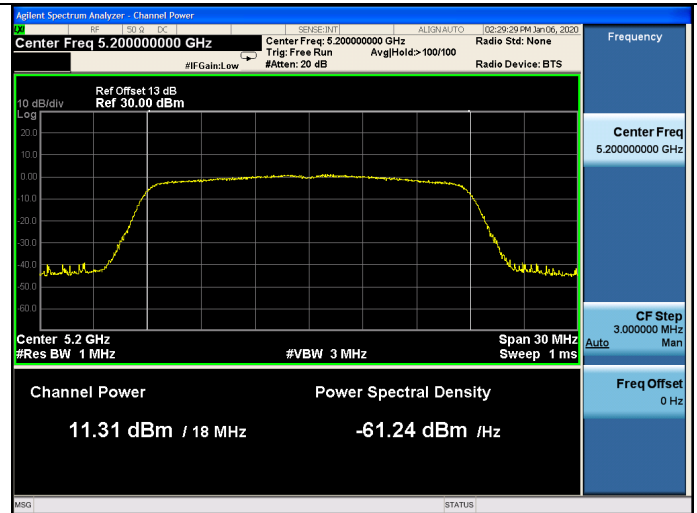 Agilent Spectrum Analyzer - Channel Power
LXI RF 50 Ω DC SENSE:INT ALIGN AUTO 02:29:29 PM Jan 06, 2020
Center Freq 5.200000000 GHz Center Freq: 5.200000000 GHz Radio Std: None
Trig: Free Run Avg|Hold:>100/100
#IFGain:Low #Atten: 20 dB Radio Device: BTS
Ref Offset 13 dB
10 dB/div Ref 30.00 dBm
Log
20.0
10.0
0.00
-10.0
-20.0
-30.0
-40.0
-50.0
-60.0
Center 5.2 GHz Span 30 MHz
#Res BW 1 MHz #VBW 3 MHz Sweep 1 ms
Channel Power Power Spectral Density
11.31 dBm / 18 MHz -61.24 dBm /Hz
MSG STATUS
Frequency
Center Freq
5.200000000 GHz
CF Step
3.000000 MHz
Auto Man
Freq Offset
0 Hz